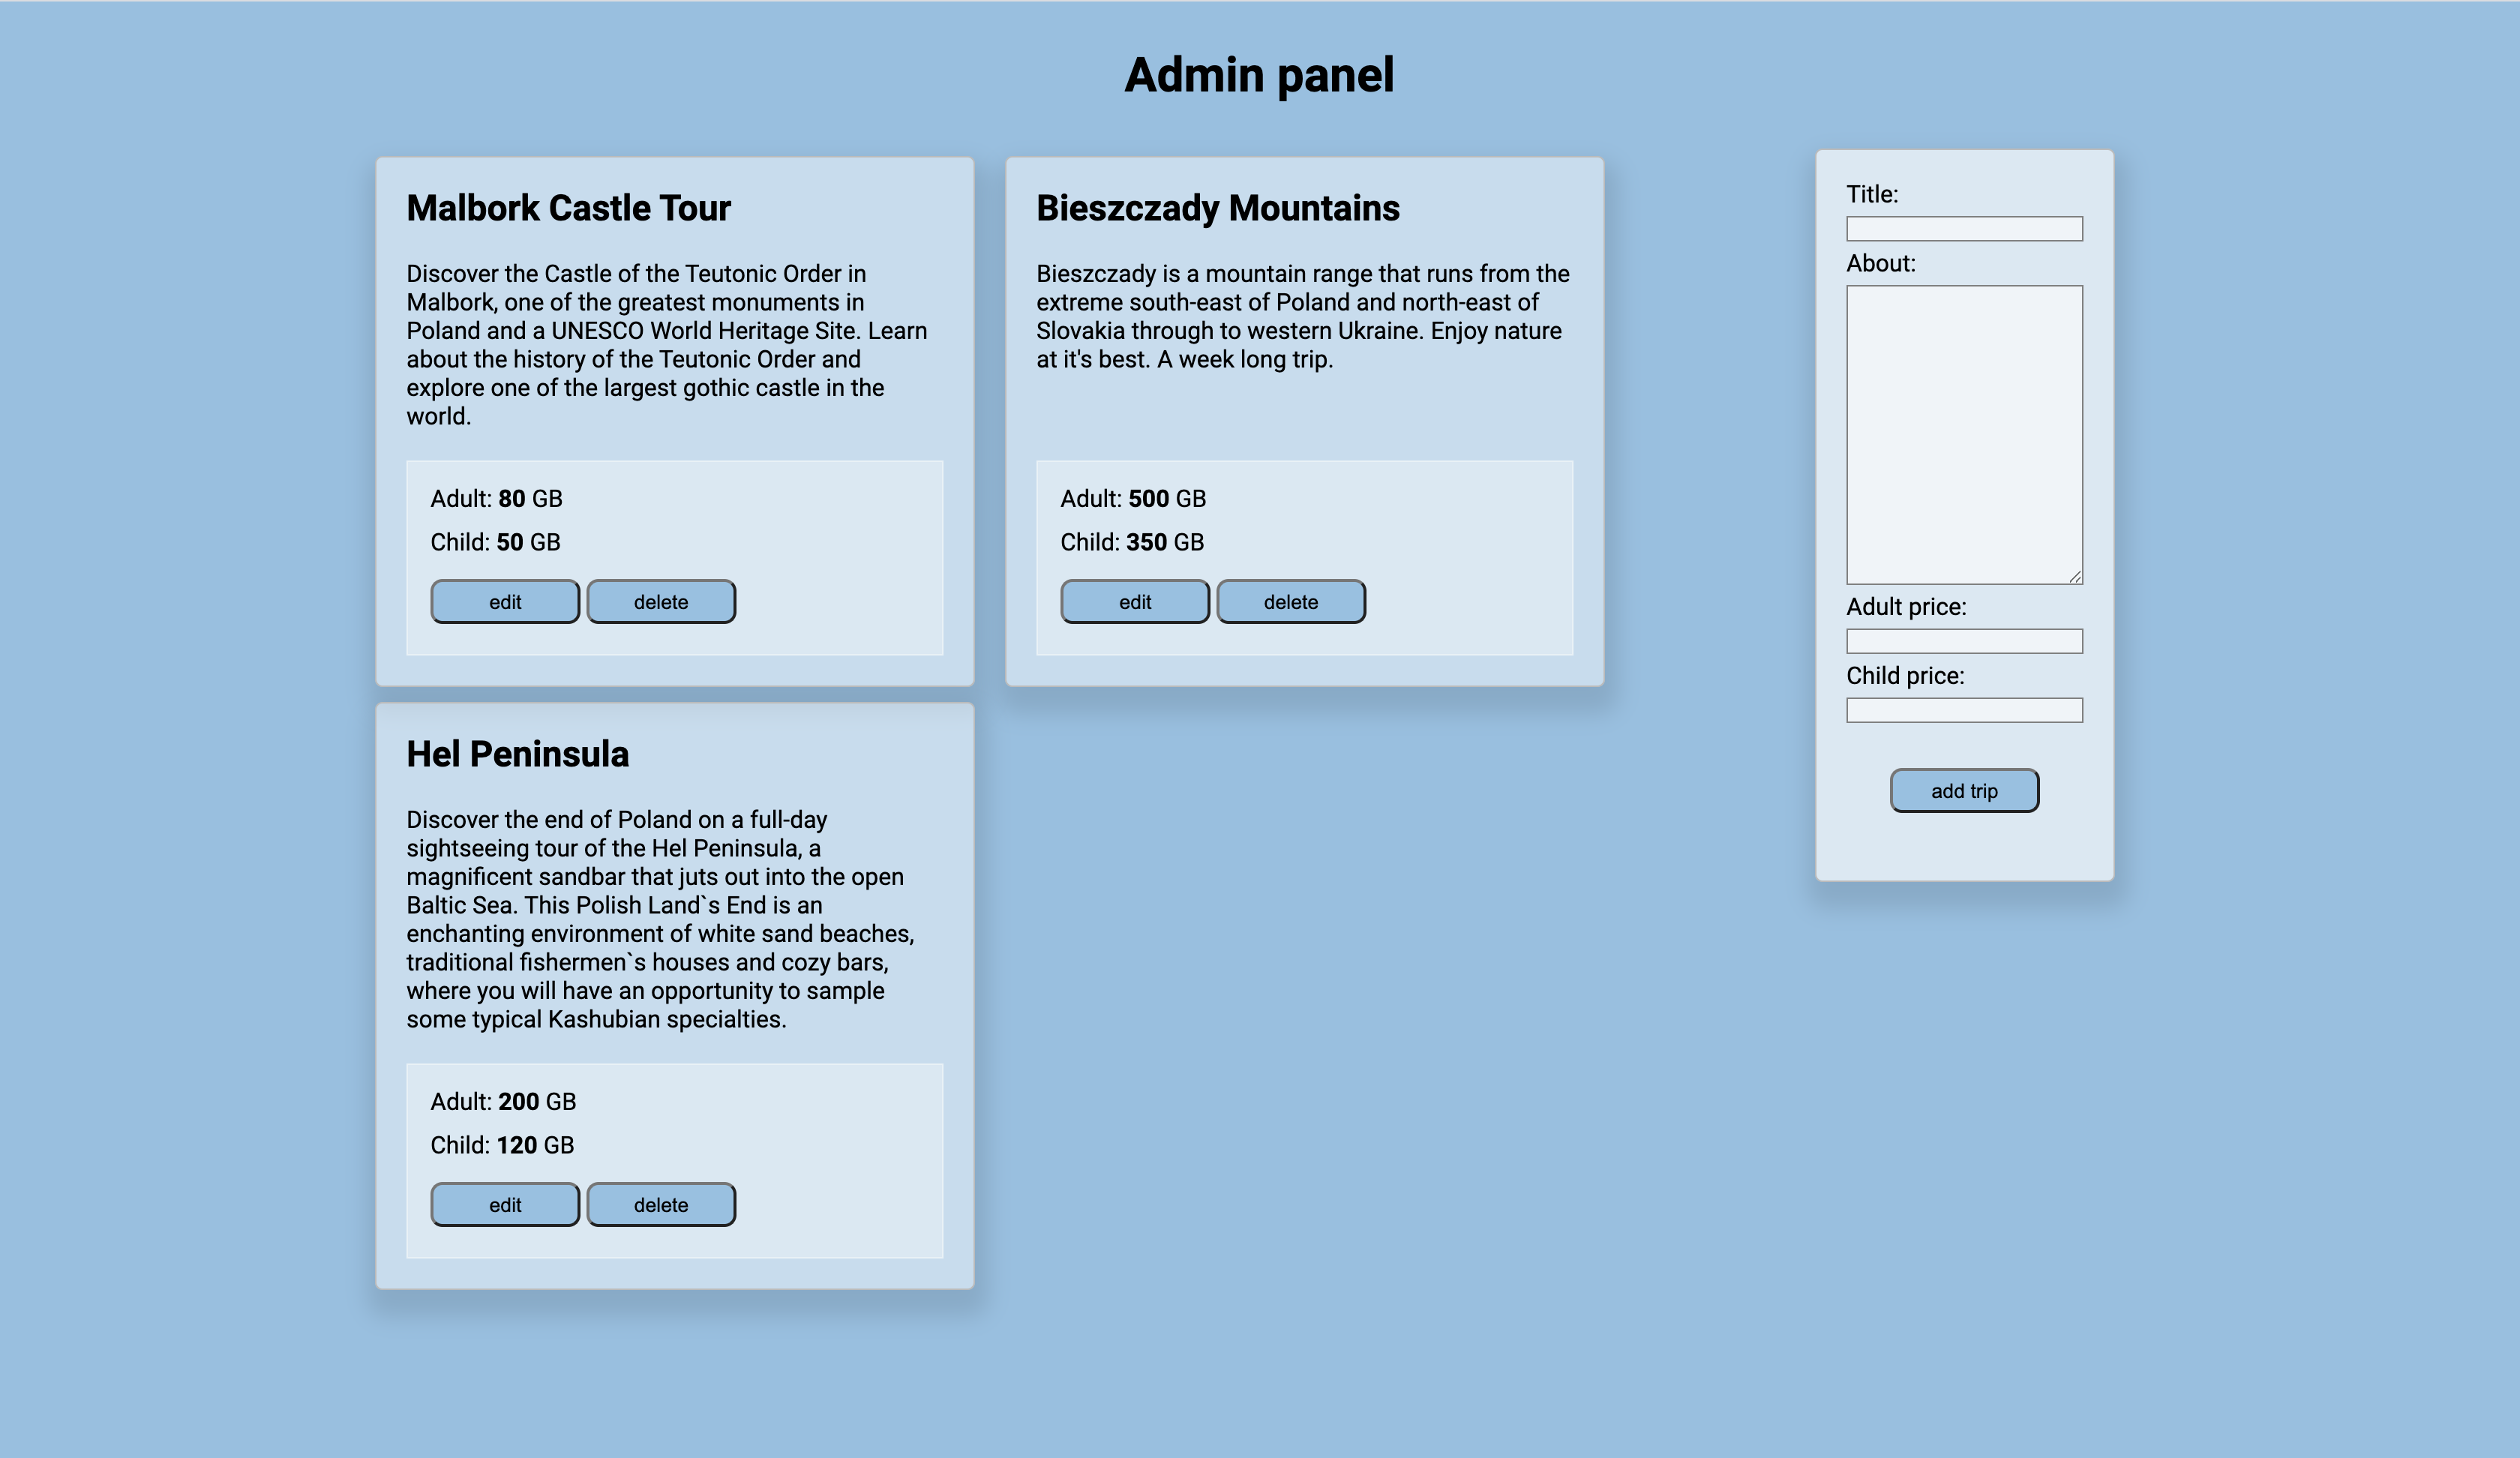 Admin panel
Malbork Castle Tour
Discover the Castle of the Teutonic Order in
Malbork, one of the greatest monuments in
Poland and a UNESCO World Heritage Site. Learn
about the history of the Teutonic Order and
explore one of the largest gothic castle in the
world.
Adult: 80 GB
Child: 50 GB
edit delete
Bieszczady Mountains
Bieszczady is a mountain range that runs from the
extreme south-east of Poland and north-east of
Slovakia through to western Ukraine. Enjoy nature
at it's best. A week long trip.
Adult: 500 GB
Child: 350 GB
edit delete
Hel Peninsula
Discover the end of Poland on a full-day
sightseeing tour of the Hel Peninsula, a
magnificent sandbar that juts out into the open
Baltic Sea. This Polish Land`s End is an
enchanting environment of white sand beaches,
traditional fishermen`s houses and cozy bars,
where you will have an opportunity to sample
some typical Kashubian specialties.
Adult: 200 GB
Child: 120 GB
edit delete
Title:
About:
Adult price:
Child price:
add trip